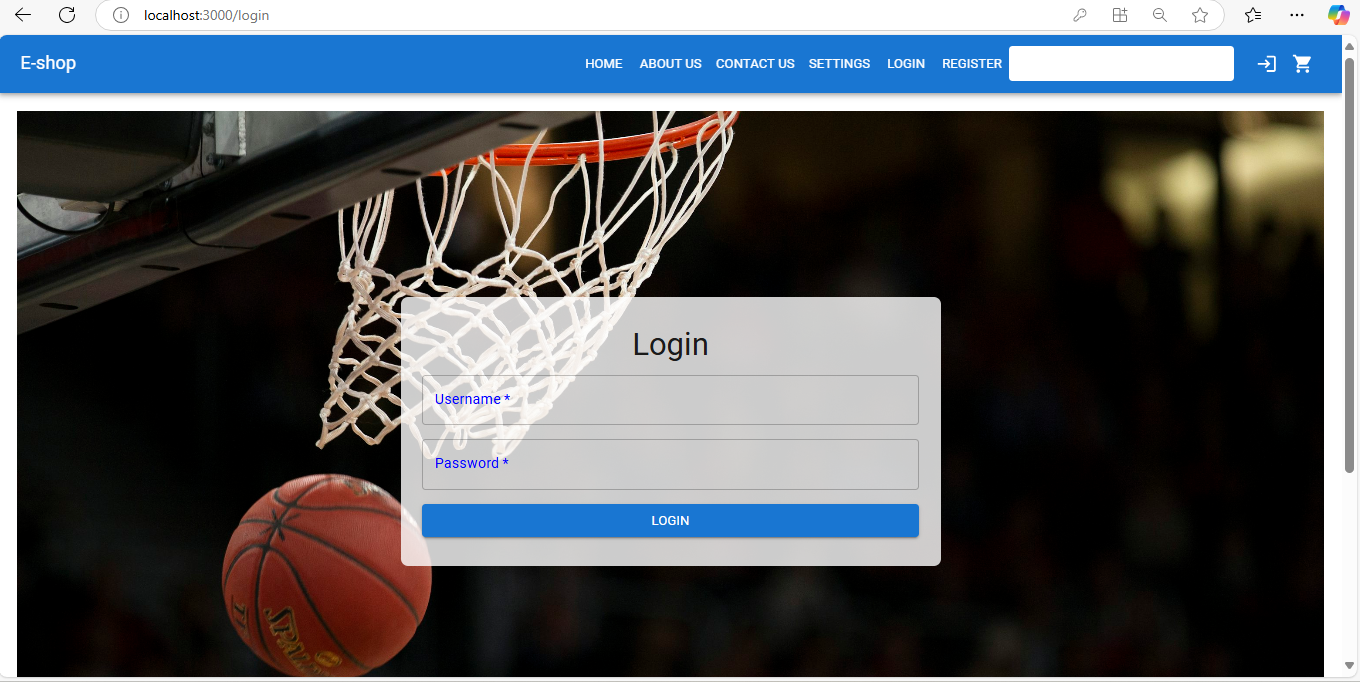 localhost:3000/login
E-shop
HOME ABOUT US CONTACT US SETTINGS LOGIN REGISTER
Login
Username *
Password *
LOGIN
SPALDING